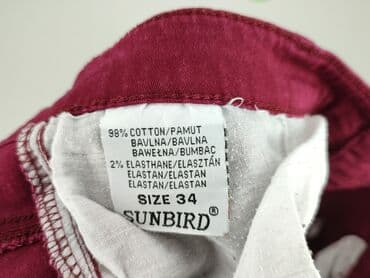 98% COTTON/PAMUT
BAVLNA/BAVLNA
BAWEŁNA/BUMBAC
2% ELASTHANE/ELASZTÁN
ELASTAN/ELASTAN
ELASTAN/ELASTAN
SIZE 34
SUNBIRD®